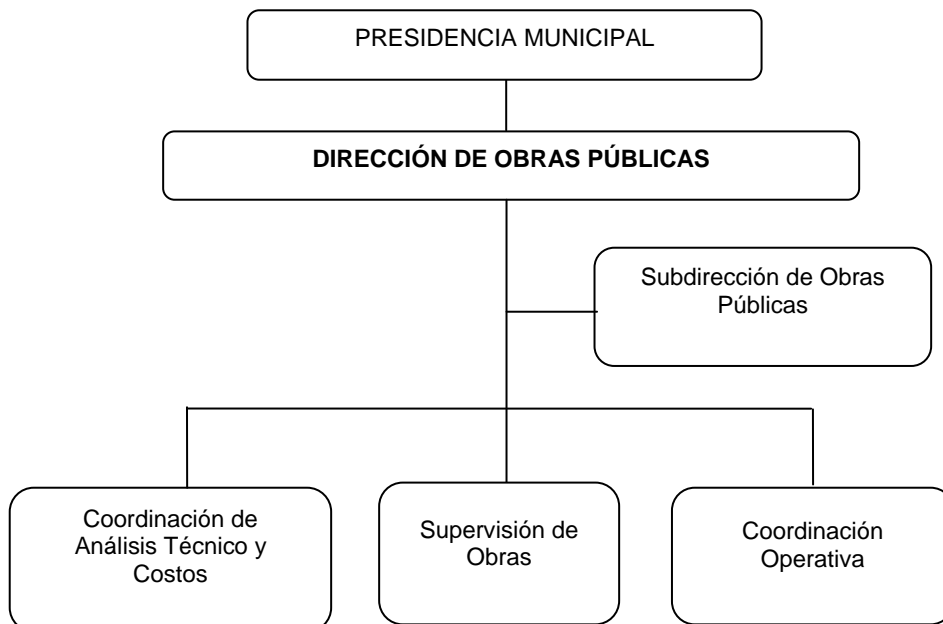 PRESIDENCIA MUNICIPAL
DIRECCIÓN DE OBRAS PÚBLICAS
Subdirección de Obras
Públicas
Coordinación de
Análisis Técnico y
Costos
Supervisión de
Obras
Coordinación
Operativa